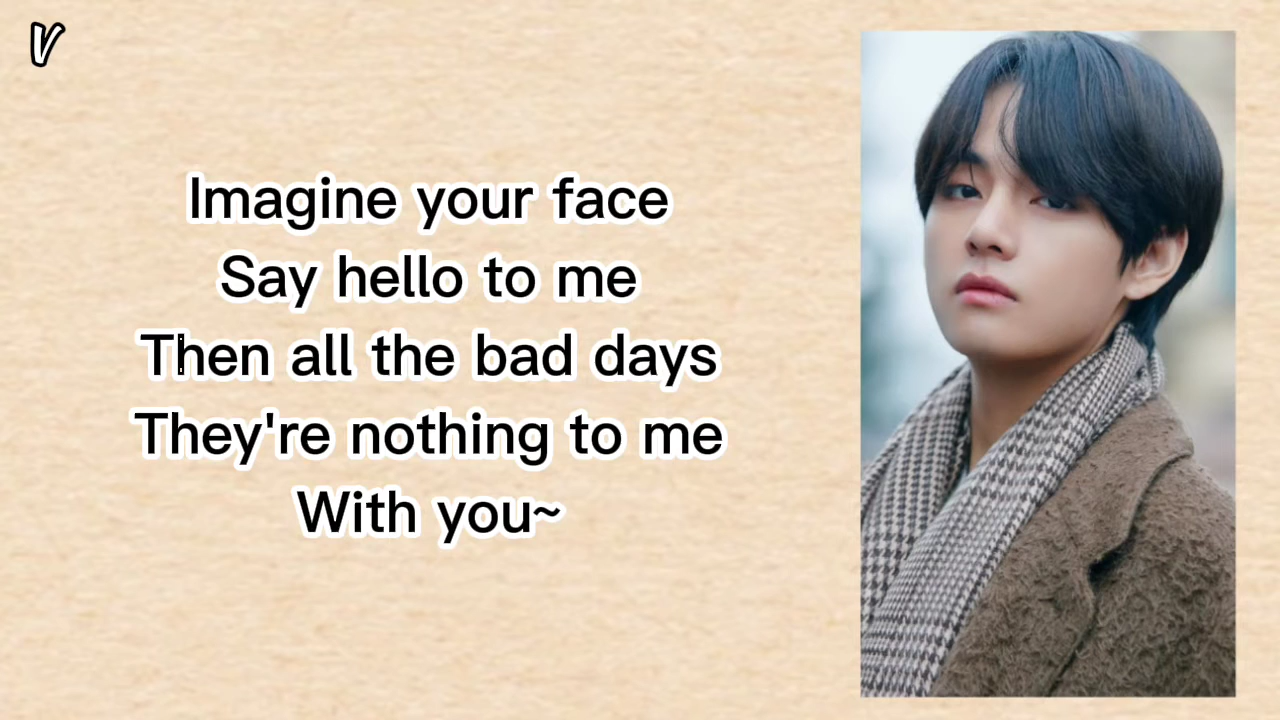 V
Imagine your face
Say hello to me
Then all the bad days
They're nothing to me
With you~